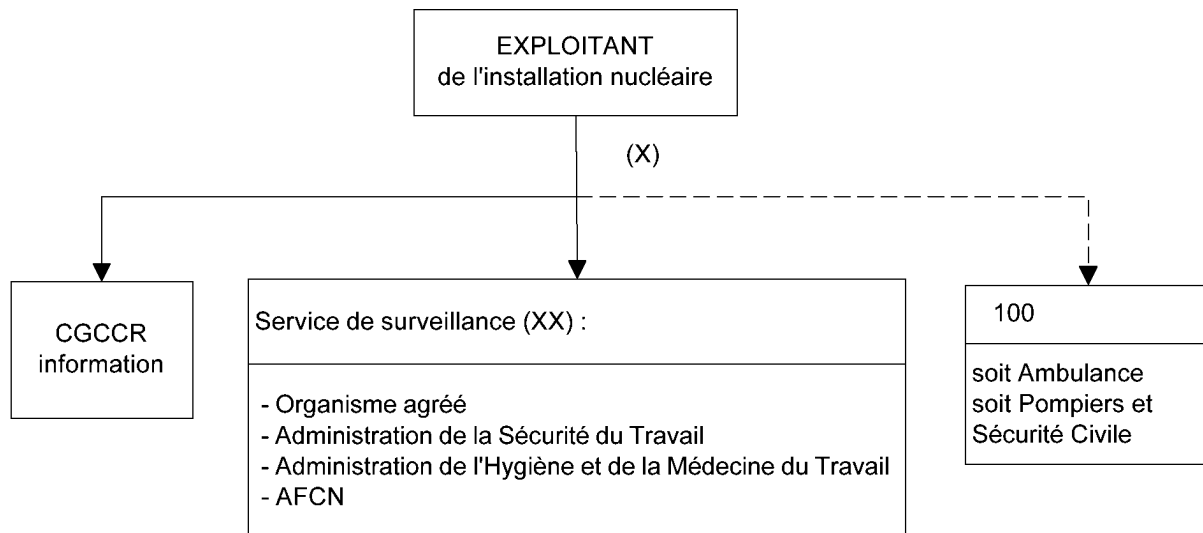 EXPLOITANT
de l'installation nucléaire
(X)
CGCCR
information
Service de surveillance (XX) :
- Organisme agréé
- Administration de la Sécurité du Travail
- Administration de l'Hygiène et de la Médecine du Travail
- AFCN
100
soit Ambulance
soit Pompiers et
Sécurité Civile